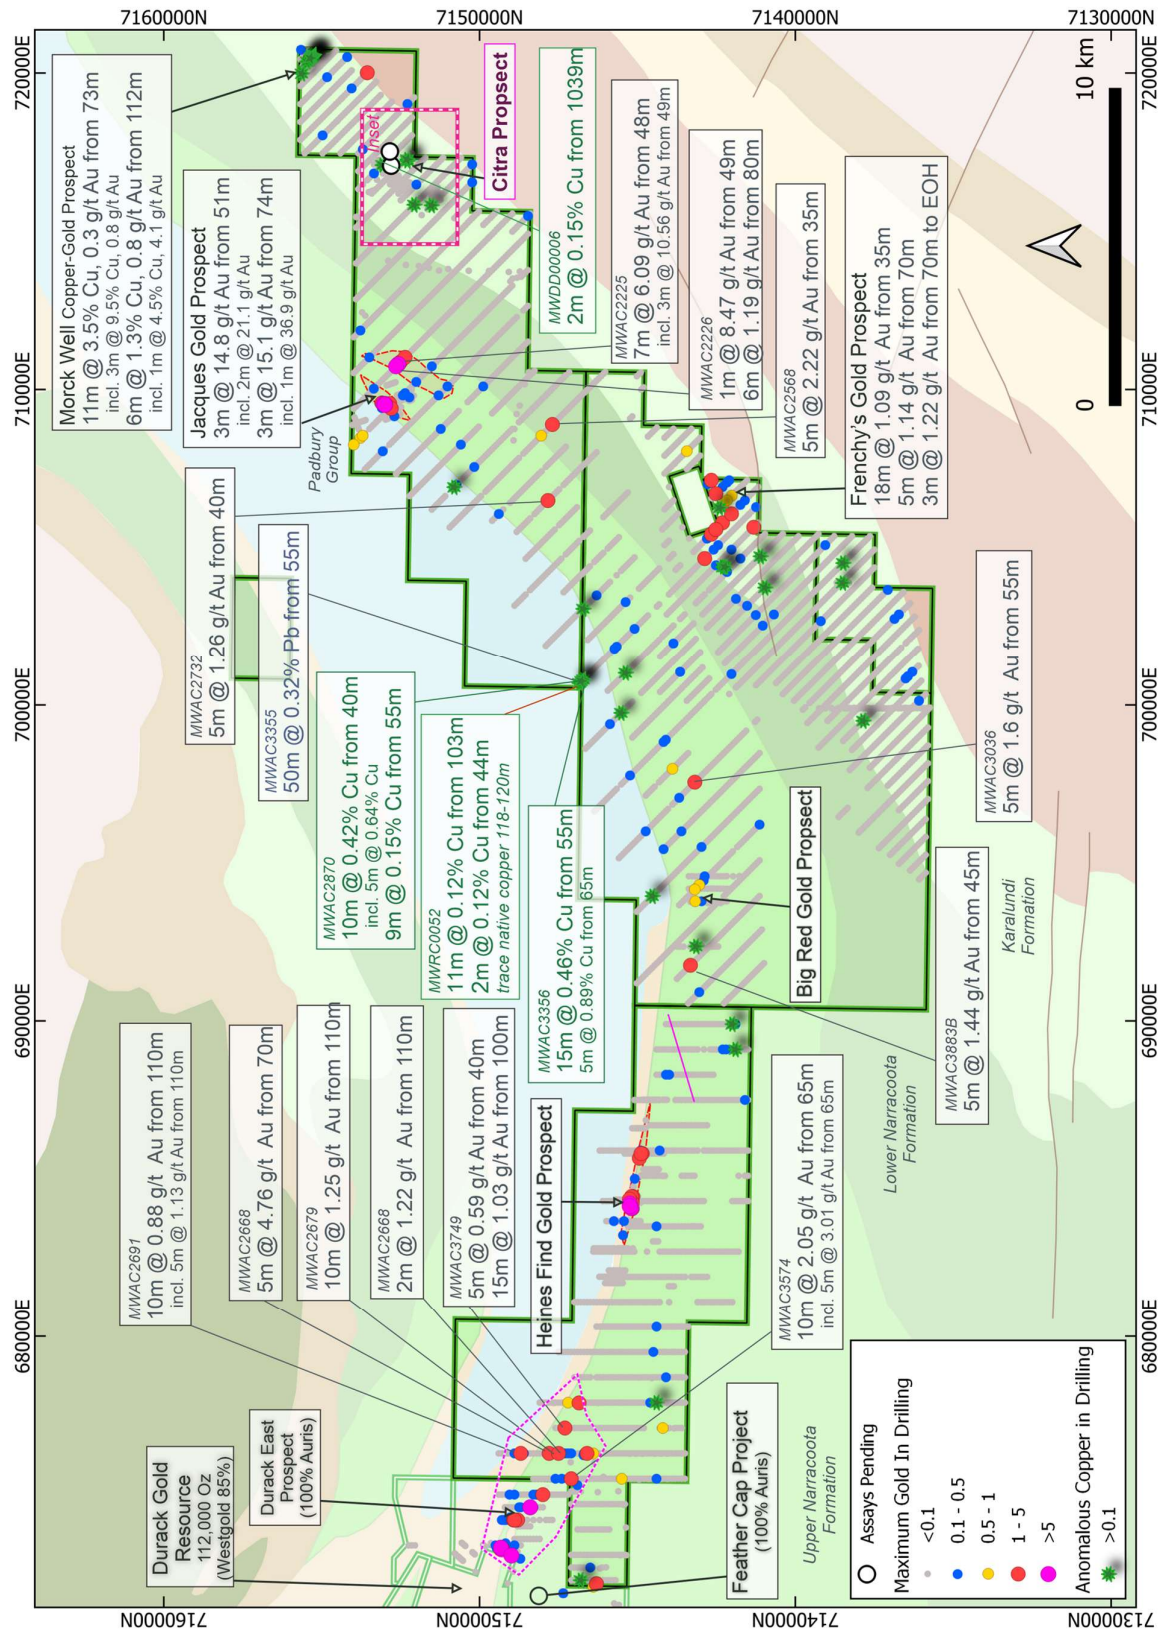 680000E
690000E
700000E
710000E
720000E
7160000N
7150000N
7140000N
7130000N
7160000N
7150000N
7140000N
7130000N
680000E
690000E
700000E
710000E
720000E
Durack Gold
Resource
112,000 Oz
(Westgold 85%)
Durack East
Prospect
(100% Auris)
MWAC2691
10m @ 0.88 g/t Au from 110m
incl. 5m @ 1.13 g/t Au from 110m
MWAC2668
5m @ 4.76 g/t Au from 70m
MWAC2679
10m @ 1.25 g/t Au from 110m
MWAC2668
2m @ 1.22 g/t Au from 110m
MWAC3749
5m @ 0.59 g/t Au from 40m
15m @ 1.03 g/t Au from 100m
Heines Find Gold Prospect
MWAC2732
5m @ 1.26 g/t Au from 40m
MWAC3355
50m @ 0.32% Pb from 55m
MWAC2870
10m @ 0.42% Cu from 40m
incl. 5m @ 0.64% Cu
9m @ 0.15% Cu from 55m
MWRC0052
11m @ 0.12% Cu from 103m
2m @ 0.12% Cu from 44m
trace native copper 118-120m
MWAC3356
15m @ 0.46% Cu from 55m
5m @ 0.89% Cu from 65m
Morck Well Copper-Gold Prospect
11m @ 3.5% Cu, 0.3 g/t Au from 73m
incl. 3m @ 9.5% Cu, 0.8 g/t Au
6m @ 1.3% Cu, 0.8 g/t Au from 112m
incl. 1m @ 4.5% Cu, 4.1 g/t Au
Jacques Gold Prospect
3m @ 14.8 g/t Au from 51m
incl. 2m @ 21.1 g/t Au
3m @ 15.1 g/t Au from 74m
incl. 1m @ 36.9 g/t Au
Padbury
Group
Inset
Citra Propsect
MWDD0006
2m @ 0.15% Cu from 1039m
MWAC2225
7m @ 6.09 g/t Au from 48m
incl. 3m @ 10.56 g/t Au from 49m
MWAC2226
1m @ 8.47 g/t Au from 49m
6m @ 1.19 g/t Au from 80m
MWAC2568
5m @ 2.22 g/t Au from 35m
Frenchy's Gold Prospect
18m @ 1.09 g/t Au from 35m
5m @ 1.14 g/t Au from 70m
3m @ 1.22 g/t Au from 70m to EOH
MWAC3036
5m @ 1.6 g/t Au from 55m
Big Red Gold Propsect
MWAC3883B
5m @ 1.44 g/t Au from 45m
Karalundi
Formation
Lower Narracoota
Formation
MWAC3574
10m @ 2.05 g/t Au from 65m
incl. 5m @ 3.01 g/t Au from 65m
Feather Cap Project
(100% Auris)
Upper Narracoota
Formation
Assays Pending
Maximum Gold In Drilling
<0.1
0.1 - 0.5
0.5 - 1
1 - 5
>5
Anomalous Copper in Drilling
>0.1
0
10 km